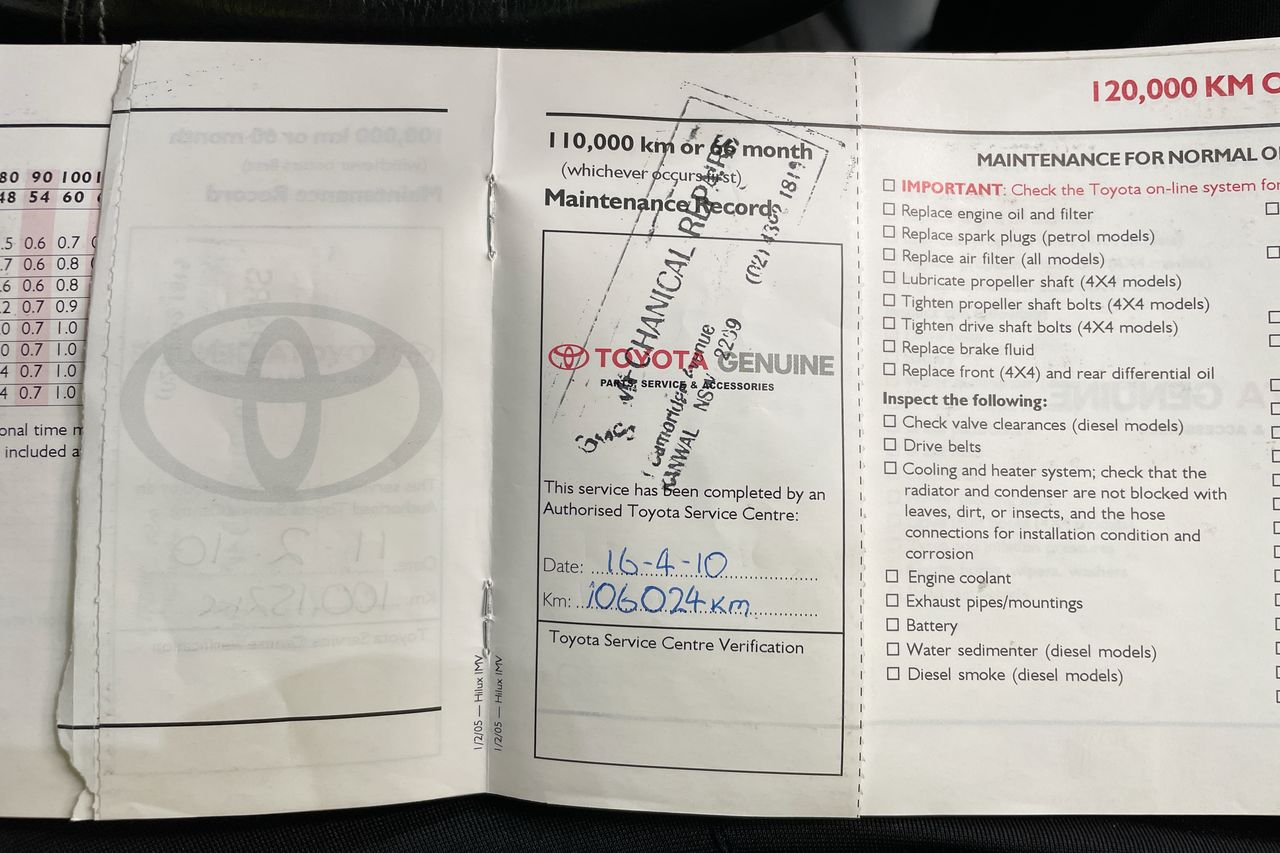 80 90 100
48 54 60
.5 0.6 0.7
.7 0.6 0.8
.6 0.6 0.8
.2 0.7 0.9
.0 0.7 1.0
.0 0.7 1.0
.4 0.7 1.0
.4 0.7 1.0
onal time
included a
1/2/05 — Hilux IMV
1/2/05 — Hilux IMV
110,000 km or 66 month
(whichever occurs first)
Maintenance Record
MECHANICAL REPAIRS
(02) 4393 1819
Avenue
KANWAL NSW 2259
TOYOTA GENUINE
PARTS SERVICE & ACCESSORIES
This service has been completed by an
Authorised Toyota Service Centre:
Date: 16-4-10
Km: 106024 Km
Toyota Service Centre Verification
120,000 KM
MAINTENANCE FOR NORMAL
IMPORTANT: Check the Toyota on-line system for
Replace engine oil and filter
Replace spark plugs (petrol models)
Replace air filter (all models)
Lubricate propeller shaft (4X4 models)
Tighten propeller shaft bolts (4X4 models)
Tighten drive shaft bolts (4X4 models)
Replace brake fluid
Replace front (4X4) and rear differential oil
Inspect the following:
Check valve clearances (diesel models)
Drive belts
Cooling and heater system; check that the
radiator and condenser are not blocked with
leaves, dirt, or insects, and the hose
connections for installation condition and
corrosion
Engine coolant
Exhaust pipes/mountings
Battery
Water sedimenter (diesel models)
Diesel smoke (diesel models)